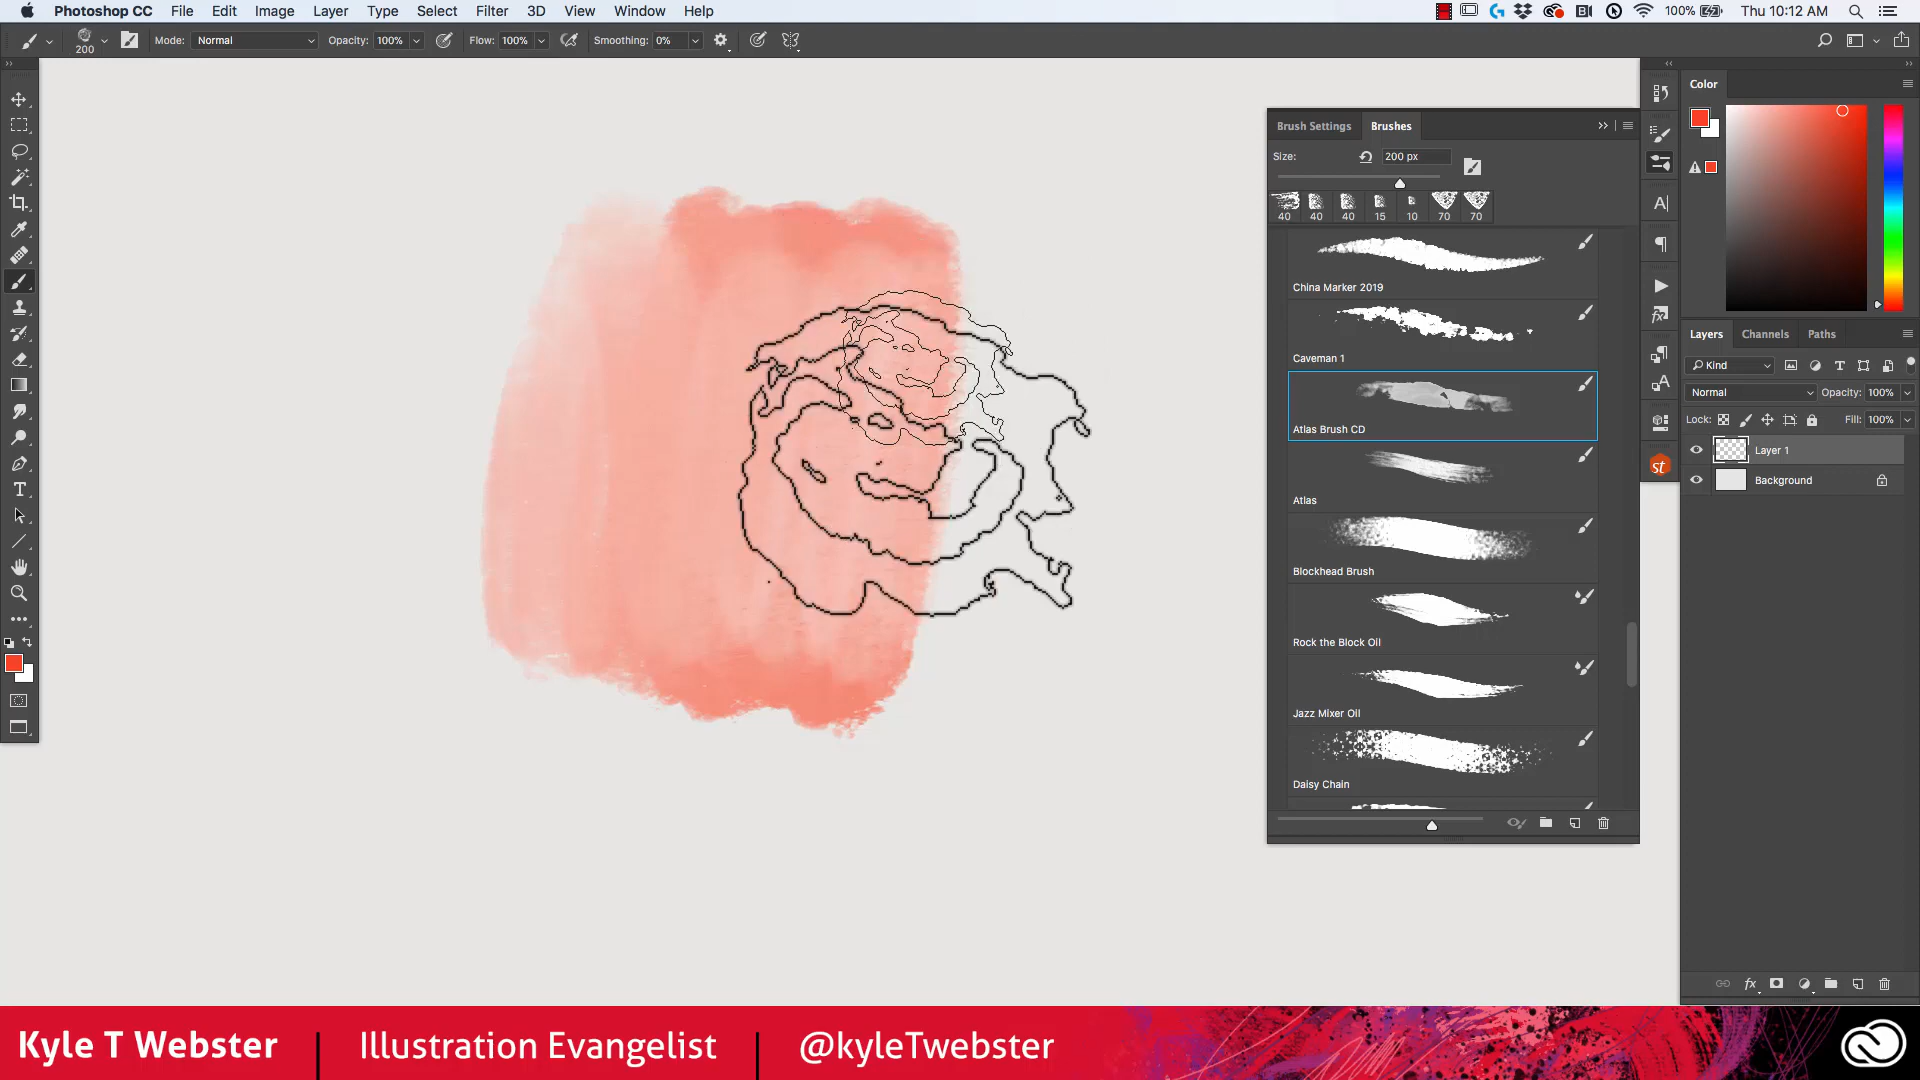 Photoshop CC File Edit Image Layer Type Select Filter 3D View Window Help 100% Thu 10:12 AM
200 Mode: Normal Opacity: 100% Flow: 100% Smoothing: 0%
Brush Settings Brushes
Size: 200 px
40 40 40 15 10 70 70
China Marker 2019
Caveman 1
Atlas Brush CD
Atlas
Blockhead Brush
Rock the Block Oil
Jazz Mixer Oil
Daisy Chain
Color
Layers Channels Paths
Kind
Normal Opacity: 100%
Lock: Fill: 100%
Layer 1
Background
st
Kyle T Webster | Illustration Evangelist | @kyleTwebster